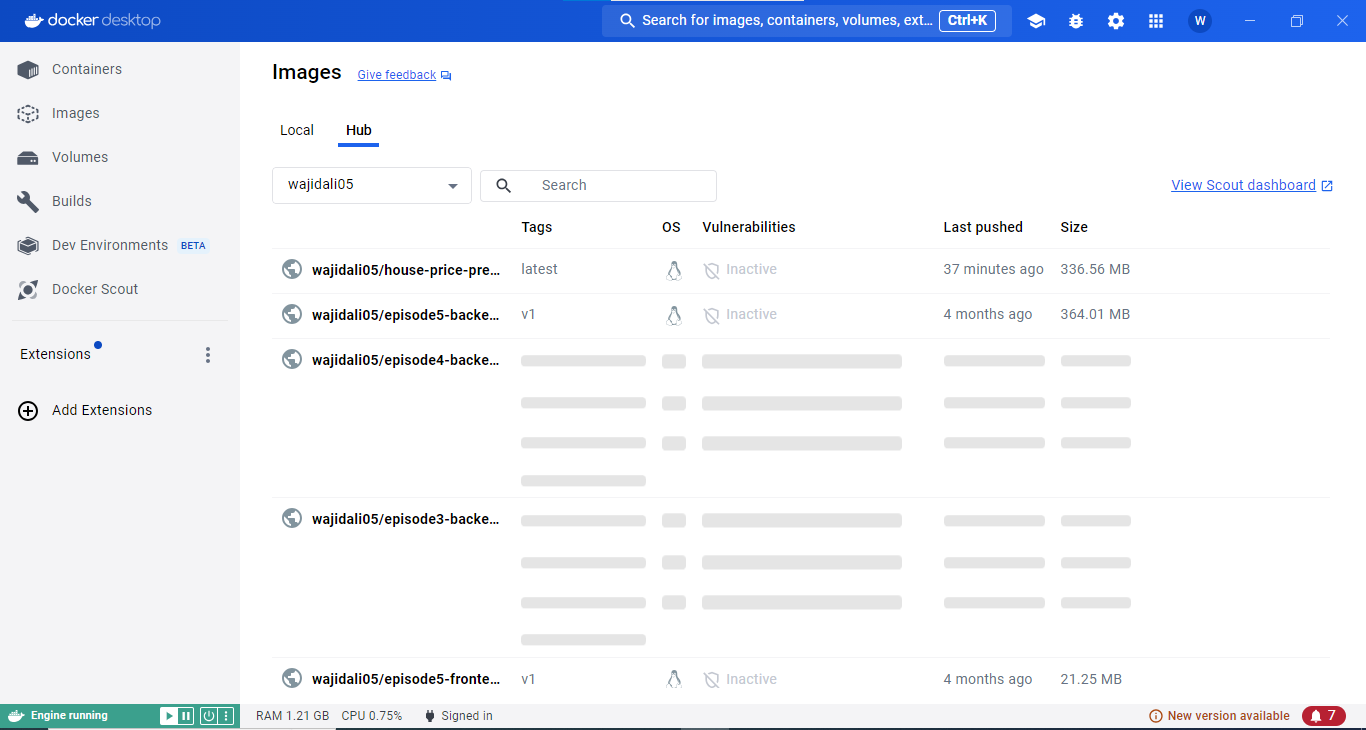 docker desktop
Search for images, containers, volumes, ext... Ctrl+K
W
Containers
Images
Volumes
Builds
Dev Environments BETA
Docker Scout
Extensions
Add Extensions
Images Give feedback
Local Hub
wajidali05 Search View Scout dashboard
Tags OS Vulnerabilities Last pushed Size
wajidali05/house-price-pre... latest Inactive 37 minutes ago 336.56 MB
wajidali05/episode5-backe... v1 Inactive 4 months ago 364.01 MB
wajidali05/episode4-backe...
wajidali05/episode3-backe...
wajidali05/episode5-fronte... v1 Inactive 4 months ago 21.25 MB
Engine running RAM 1.21 GB CPU 0.75% Signed in New version available 7